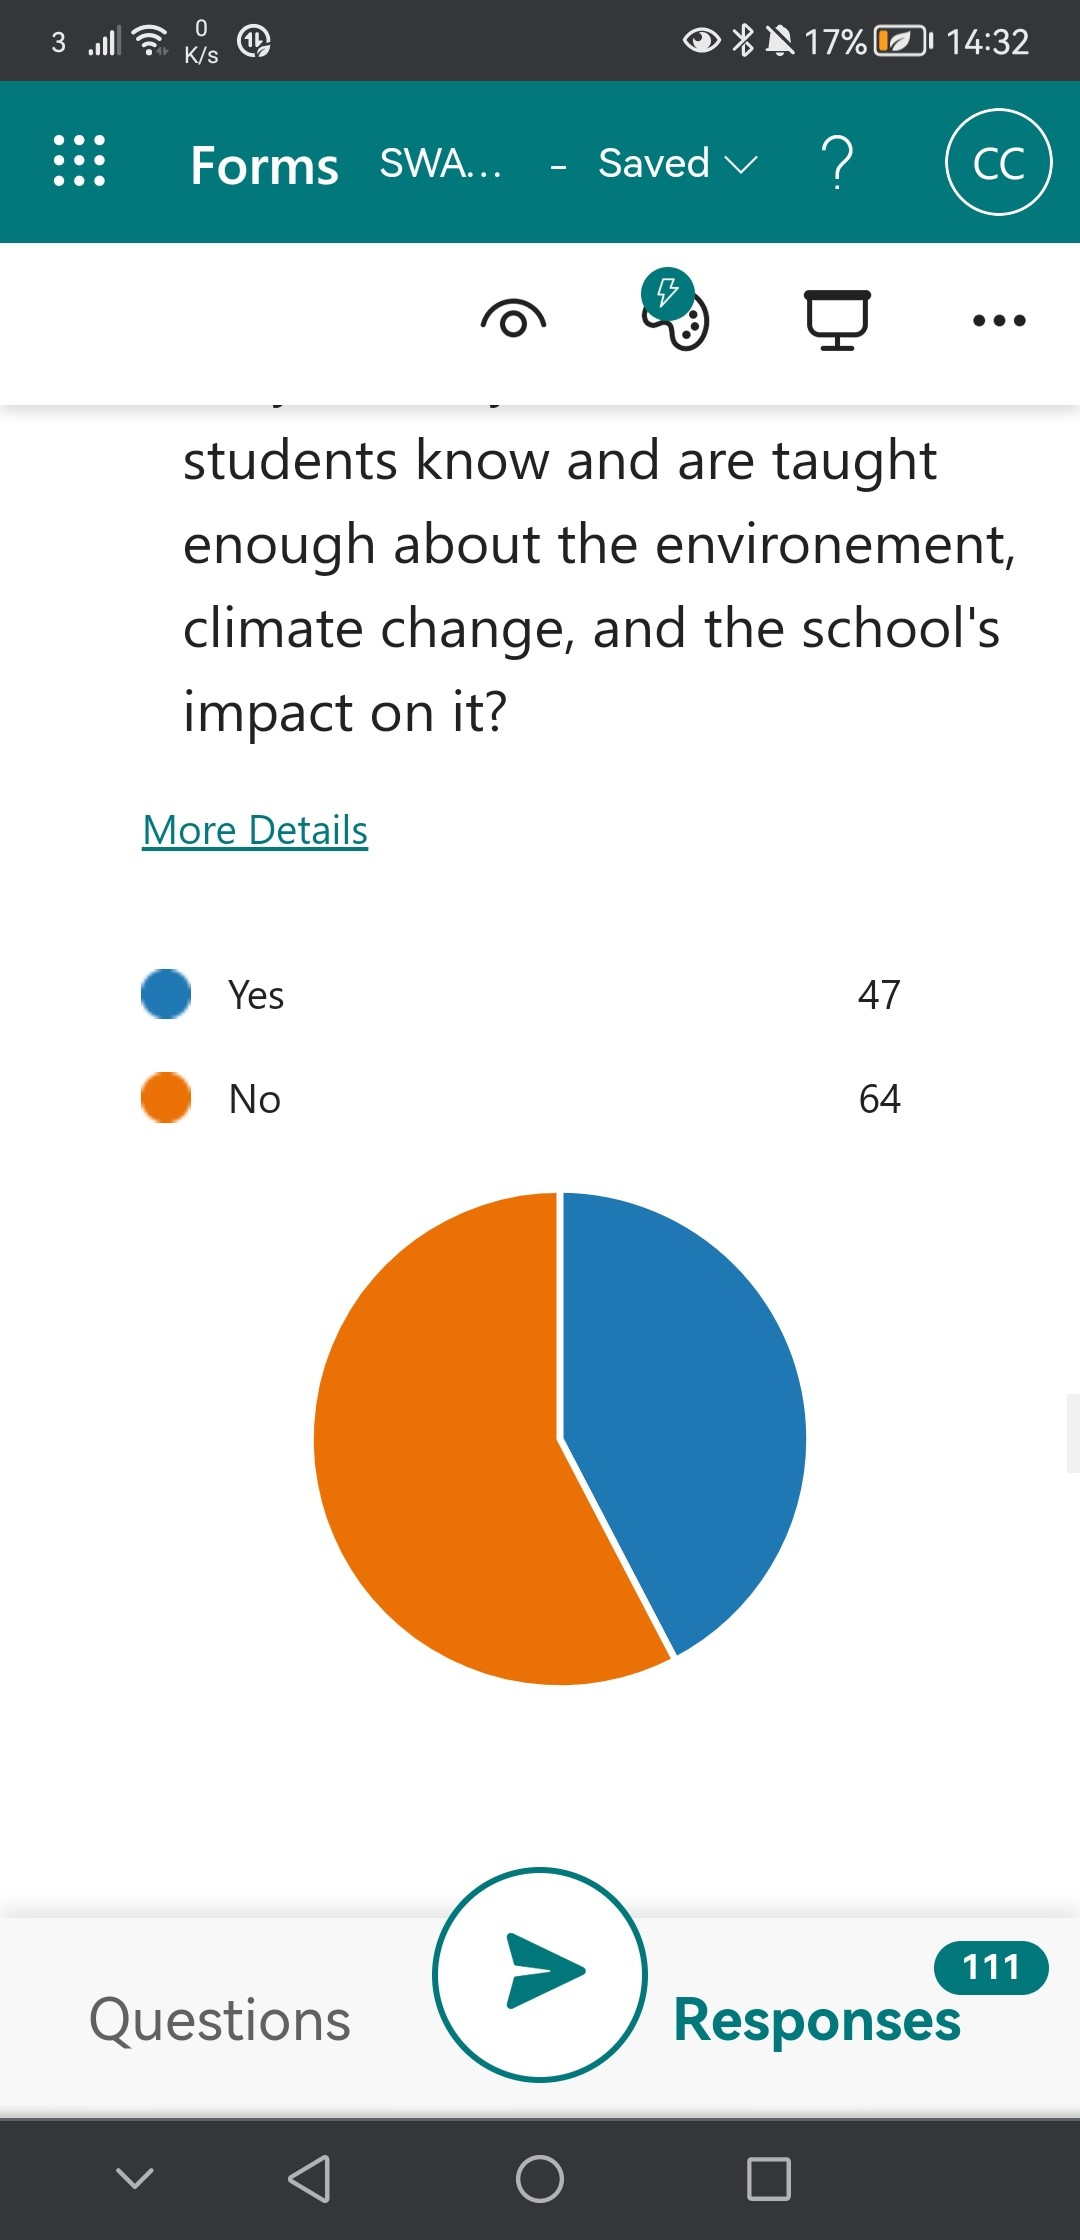 3 0 K/s 17% 14:32
Forms SWA... - Saved ? CC
students know and are taught
enough about the environement,
climate change, and the school's
impact on it?
More Details
Yes 47
No 64
111
Questions Responses